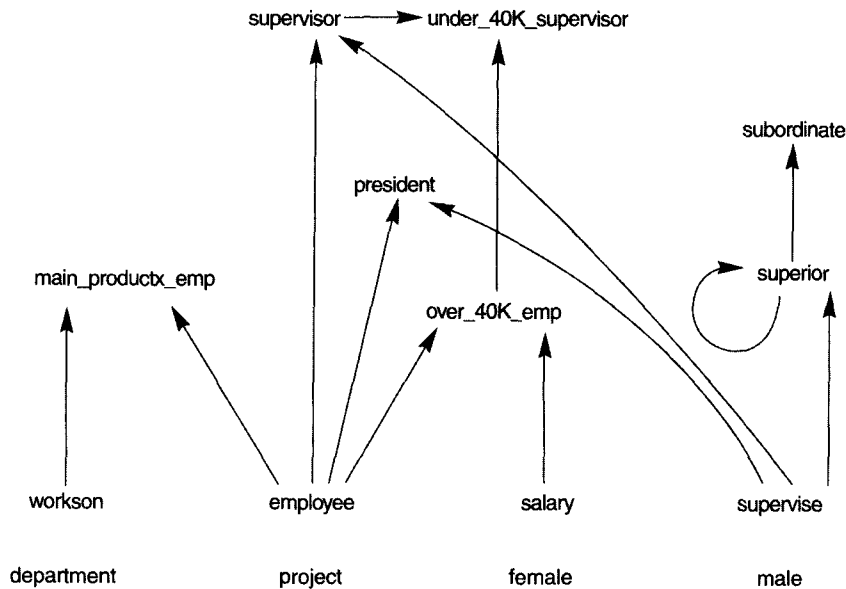 supervisor under_40K_supervisor
subordinate
president
main_productx_emp
superior
over_40K_emp
workson employee salary supervise
department project female male